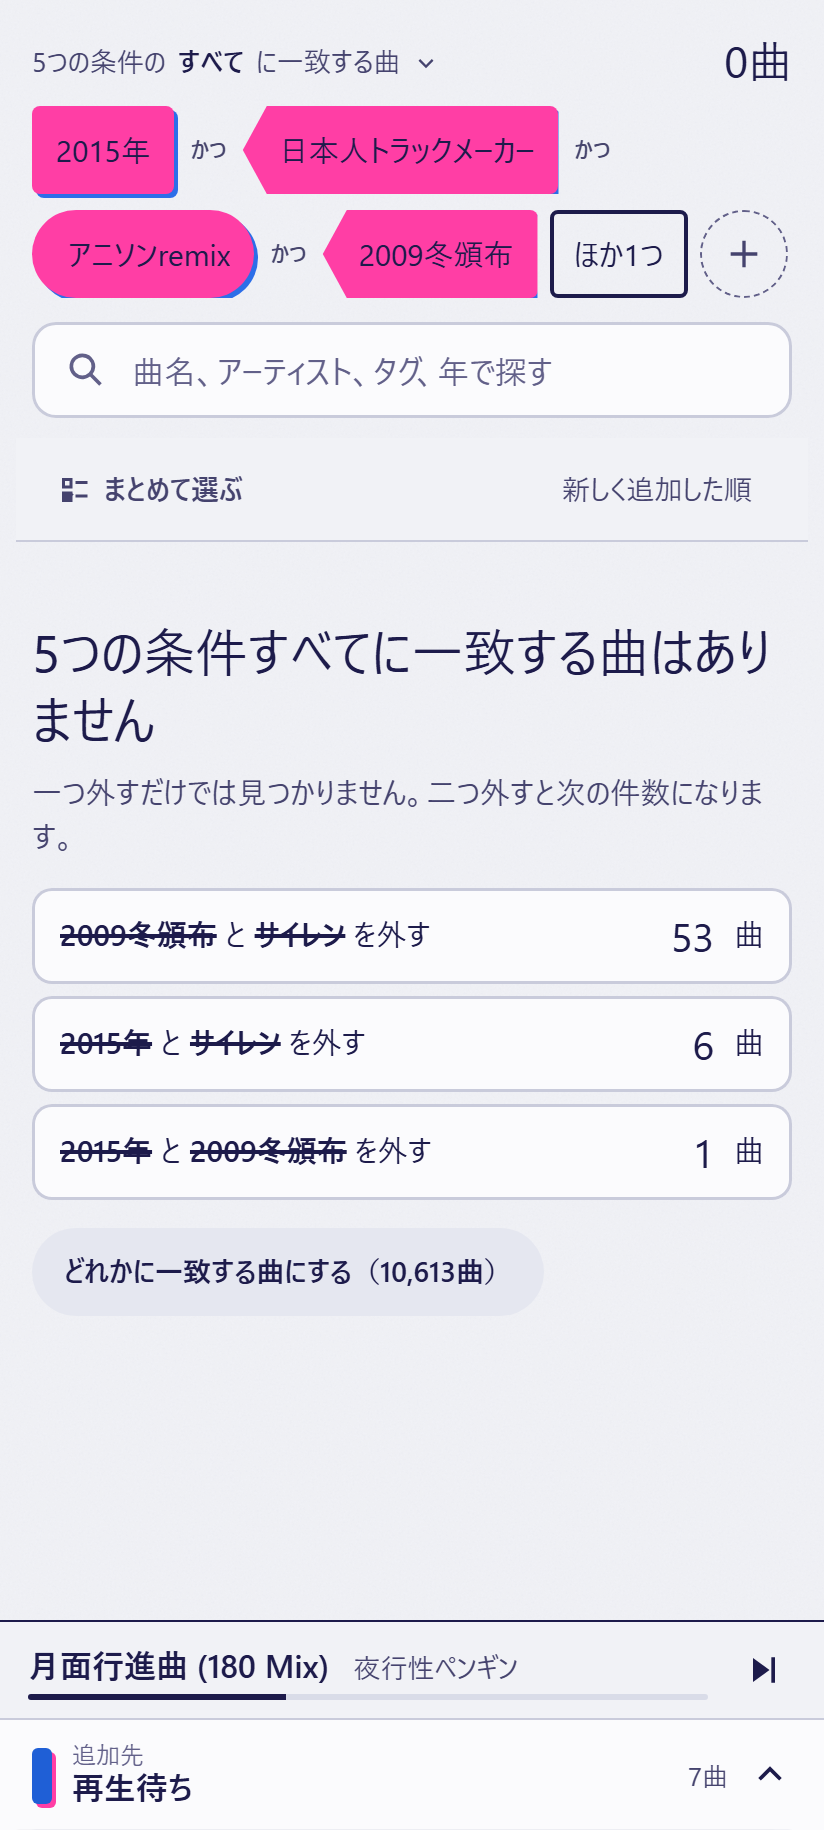 5つの条件の すべて に一致する曲 0曲
2015年 かつ 日本人トラックメーカー かつ
アニソンremix かつ 2009冬頒布 ほか1つ
曲名、アーティスト、タグ、年で探す
まとめて選ぶ 新しく追加した順
5つの条件すべてに一致する曲はあり
ません
一つ外すだけでは見つかりません。二つ外すと次の件数になりま
す。
2009冬頒布 と サイレン を外す 53 曲
2015年 と サイレン を外す 6 曲
2015年 と 2009冬頒布 を外す 1 曲
どれかに一致する曲にする（10,613曲）
月面行進曲 (180 Mix) 夜行性ペンギン
追加先
再生待ち 7曲